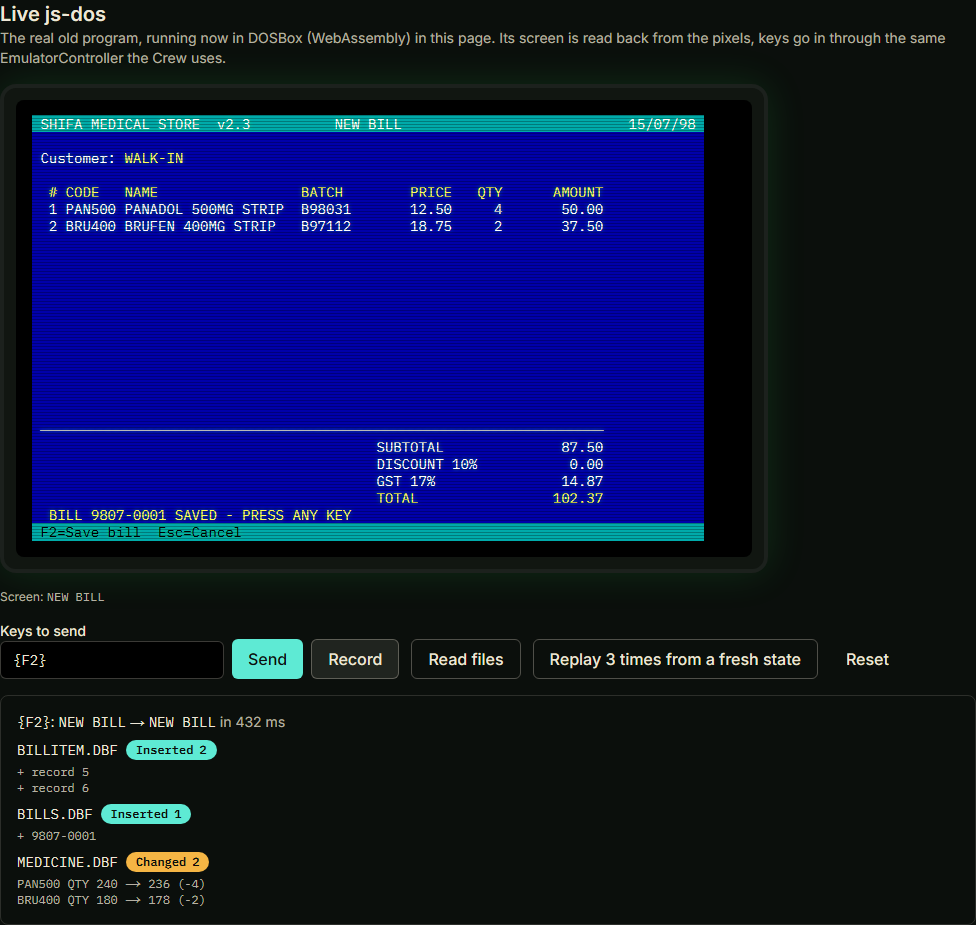 Live js-dos
The real old program, running now in DOSBox (WebAssembly) in this page. Its screen is read back from the pixels, keys go in through the same
EmulatorController the Crew uses.
SHIFA MEDICAL STORE v2.3 NEW BILL 15/07/98
Customer: WALK-IN
# CODE NAME BATCH PRICE QTY AMOUNT
1 PAN500 PANADOL 500MG STRIP B98031 12.50 4 50.00
2 BRU400 BRUFEN 400MG STRIP B97112 18.75 2 37.50
SUBTOTAL 87.50
DISCOUNT 10% 0.00
GST 17% 14.87
TOTAL 102.37
BILL 9807-0001 SAVED - PRESS ANY KEY
F2=Save bill Esc=Cancel
Screen: NEW BILL
Keys to send
{F2} Send Record Read files Replay 3 times from a fresh state Reset
{F2}: NEW BILL → NEW BILL in 432 ms
BILLITEM.DBF Inserted 2
+ record 5
+ record 6
BILLS.DBF Inserted 1
+ 9807-0001
MEDICINE.DBF Changed 2
PAN500 QTY 240 → 236 (-4)
BRU400 QTY 180 → 178 (-2)